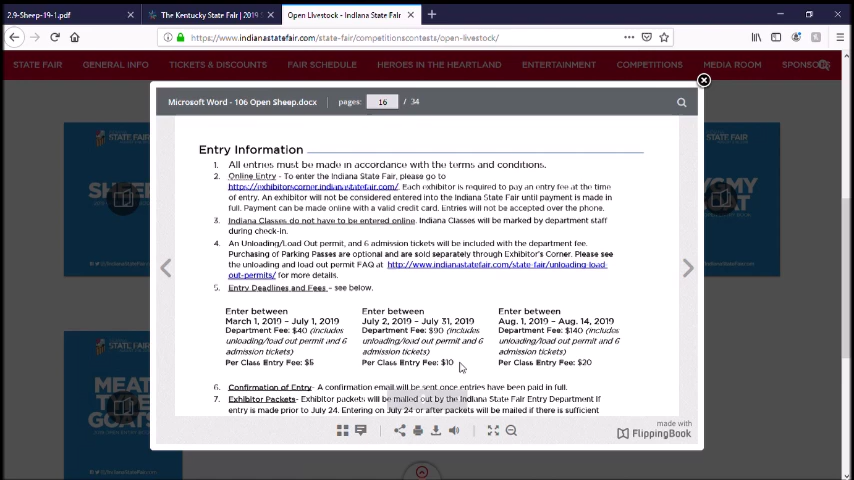 2.9-Sheep-19-1.pdf
The Kentucky State Fair | 2019 S
Open Livestock - Indiana State Fair
https://www.indianastatefair.com/state-fair/competitionscontests/open-livestock/
STATE FAIR GENERAL INFO TICKETS & DISCOUNTS FAIR SCHEDULE HEROES IN THE HEARTLAND ENTERTAINMENT COMPETITIONS MEDIA ROOM SPONSORS
Microsoft Word - 106 Open Sheep.docx pages: 16 / 34
Entry Information
1. All entries must be made in accordance with the terms and conditions.
2. Online Entry - To enter the Indiana State Fair, please go to
https://exhibitorscorner.indianastatefair.com/. Each exhibitor is required to pay an entry fee at the time
of entry. An exhibitor will not be considered entered into the Indiana State Fair until payment is made in
full. Payment can be made online with a valid credit card. Entries will not be accepted over the phone.
3. Indiana Classes do not have to be entered online. Indiana Classes will be marked by department staff
during check-in.
4. An Unloading/Load Out permit, and 6 admission tickets will be included with the department fee.
Purchasing of Parking Passes are optional and are sold separately through Exhibitor's Corner. Please see
the unloading and load out permit FAQ at http://www.indianastatefair.com/state-fair/unloading-load-
out-permits/ for more details.
5. Entry Deadlines and Fees - see below.
Enter between Enter between Enter between
March 1, 2019 – July 1, 2019 July 2, 2019 – July 31, 2019 Aug. 1, 2019 – Aug. 14, 2019
Department Fee: $40 (includes Department Fee: $90 (includes Department Fee: $140 (includes
unloading/load out permit and 6 unloading/load out permit and 6 unloading/load out permit and 6
admission tickets) admission tickets) admission tickets)
Per Class Entry Fee: $5 Per Class Entry Fee: $10 Per Class Entry Fee: $20
6. Confirmation of Entry- A confirmation email will be sent once entries have been paid in full.
7. Exhibitor Packets- Exhibitor packets will be mailed out by the Indiana State Fair Entry Department if
entry is made prior to July 24. Entering on July 24 or after packets will be mailed if there is sufficient
made with
FlippingBook
STATE FAIR
SHE
YGMY
AT
STATE FAIR
MEAT
THE
GOATS